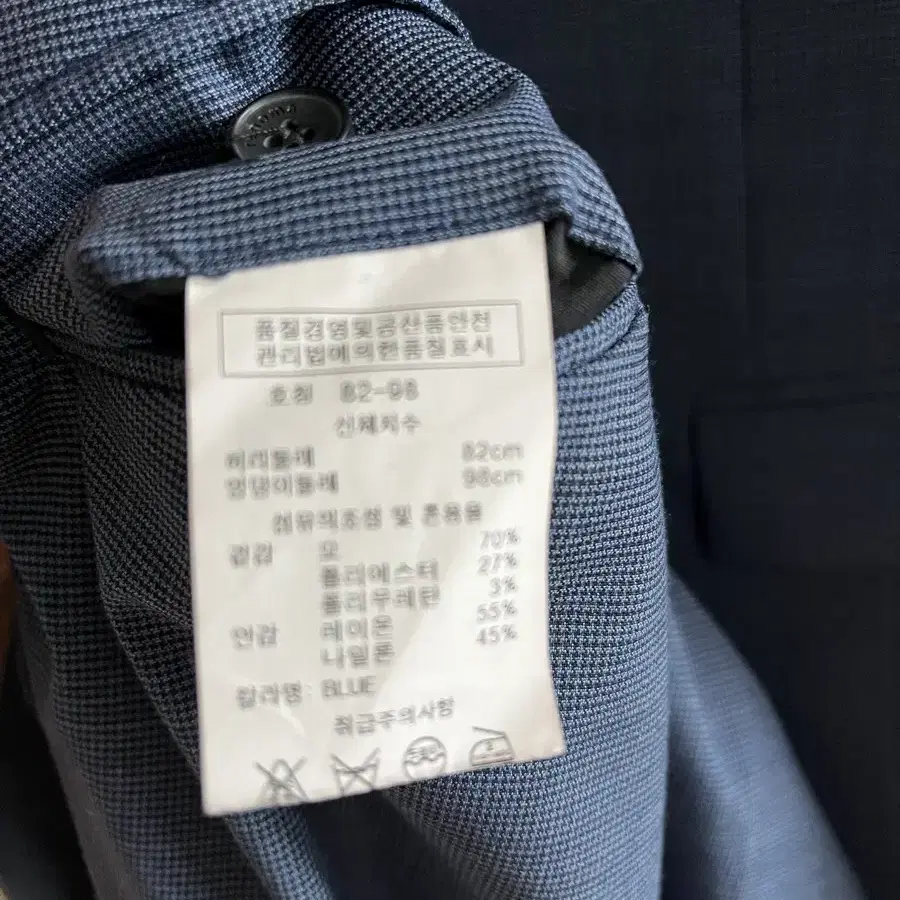 품질경영및공산품안전
관리법에의한품질표시
호칭 82-98
신체치수
허리둘레 82cm
엉덩이둘레 98cm
섬유의조성 및 혼용율
겉감 모 70%
폴리에스터 27%
폴리우레탄 3%
안감 레이온 55%
나일론 45%
칼라명: BLUE
취급주의사항